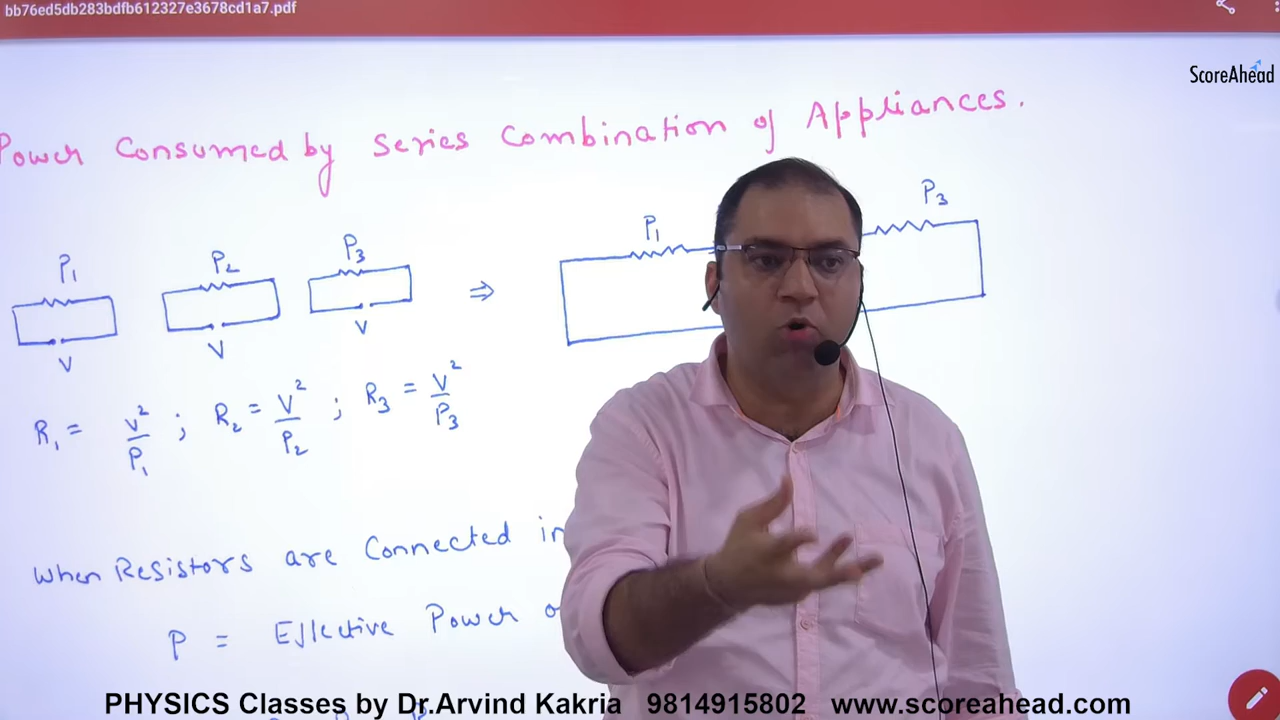 bb76ed5db283bdfb612327e3678cd1a7.pdf
ScoreAhead
Power Consumed by Series Combination of Appliances.
P1 P2 P3 ⇒ P1 P3
V V V
R1 = V²/P1 ; R2 = V²/P2 ; R3 = V²/P3
When Resistors are Connected in
P = Effective Power o
PHYSICS Classes by Dr.Arvind Kakria 9814915802 www.scoreahead.com